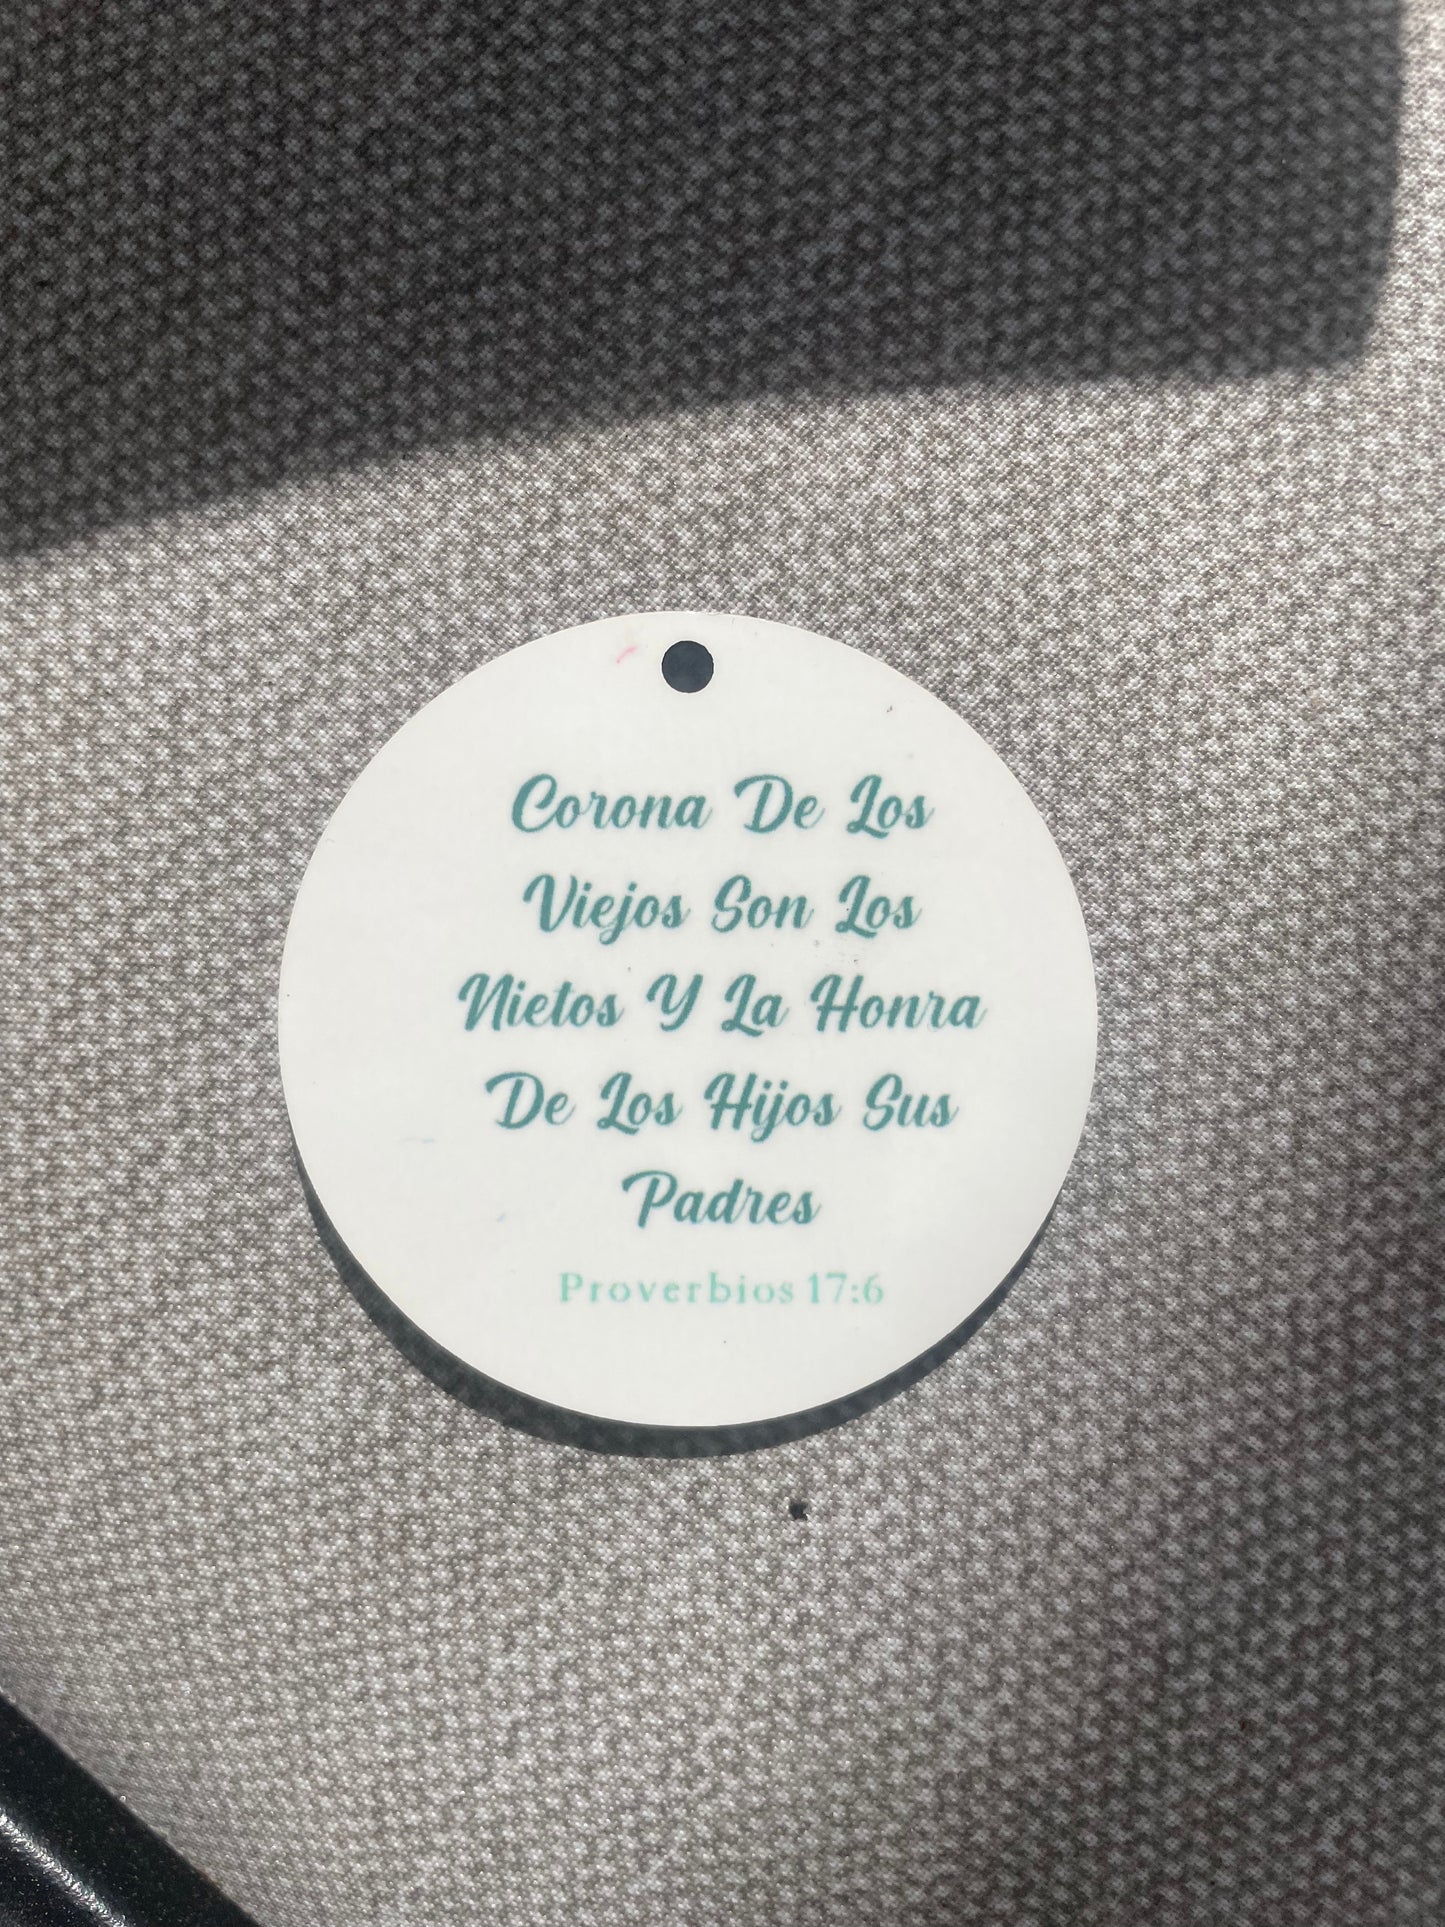 Corona De Los
Viejos Son Los
Nietos Y La Honra
De Los Hijos Sus
Padres
Proverbios 17:6